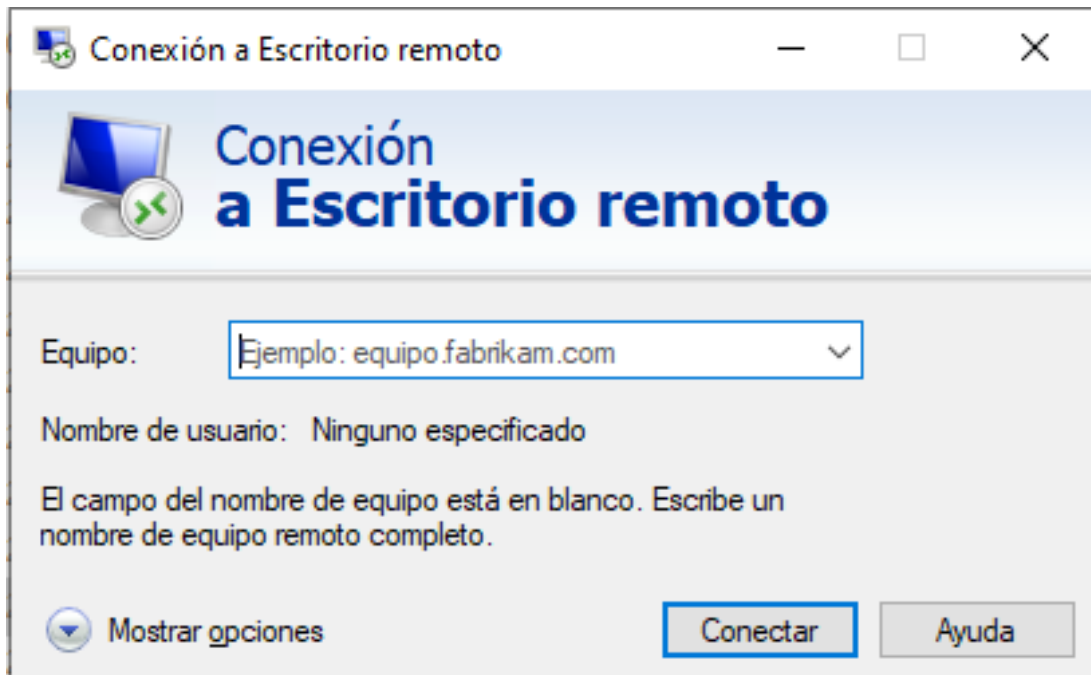 Conexión a Escritorio remoto
Conexión
a Escritorio remoto
Equipo: Ejemplo: equipo.fabrikam.com
Nombre de usuario: Ninguno especificado
El campo del nombre de equipo está en blanco. Escribe un
nombre de equipo remoto completo.
Mostrar opciones Conectar Ayuda